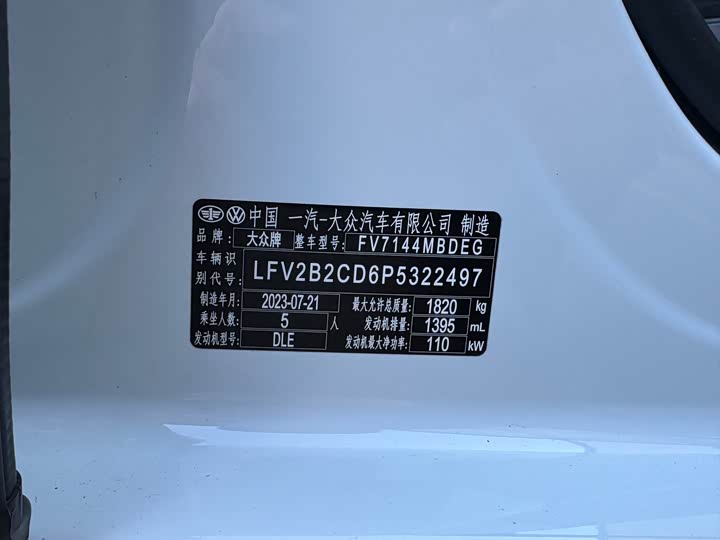 中国 一汽-大众汽车有限公司 制造
品牌: 大众牌 整车型号: FV7144MBDEG
车辆识别代号: LFV2B2CD6P5322497
制造年月: 2023-07-21 最大允许总质量: 1820 kg
乘坐人数: 5 人 发动机排量: 1395 mL
发动机型号: DLE 发动机最大净功率: 110 kW